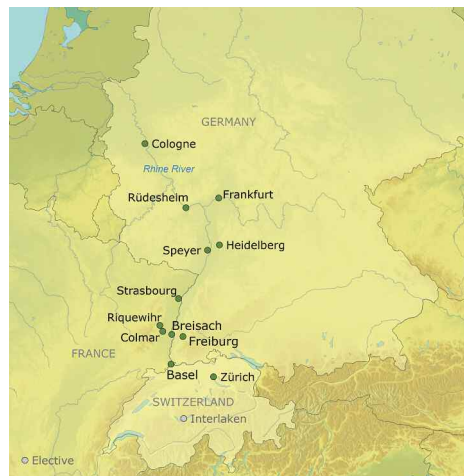 GERMANY
Cologne
Rhine River
Frankfurt
Rüdesheim
Heidelberg
Speyer
Strasbourg
Riquewihr
Breisach
Colmar
Freiburg
FRANCE
Basel
Zürich
SWITZERLAND
Interlaken
Elective